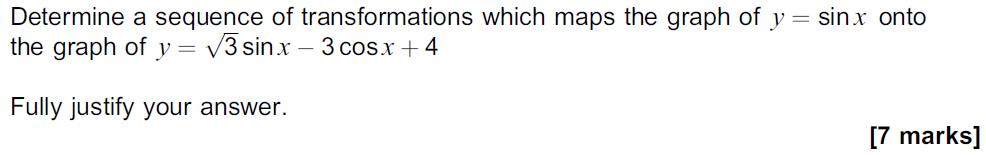 Determine a sequence of transformations which maps the graph of y = sin x onto
the graph of y = √3 sin x – 3 cos x + 4
Fully justify your answer.
[7 marks]